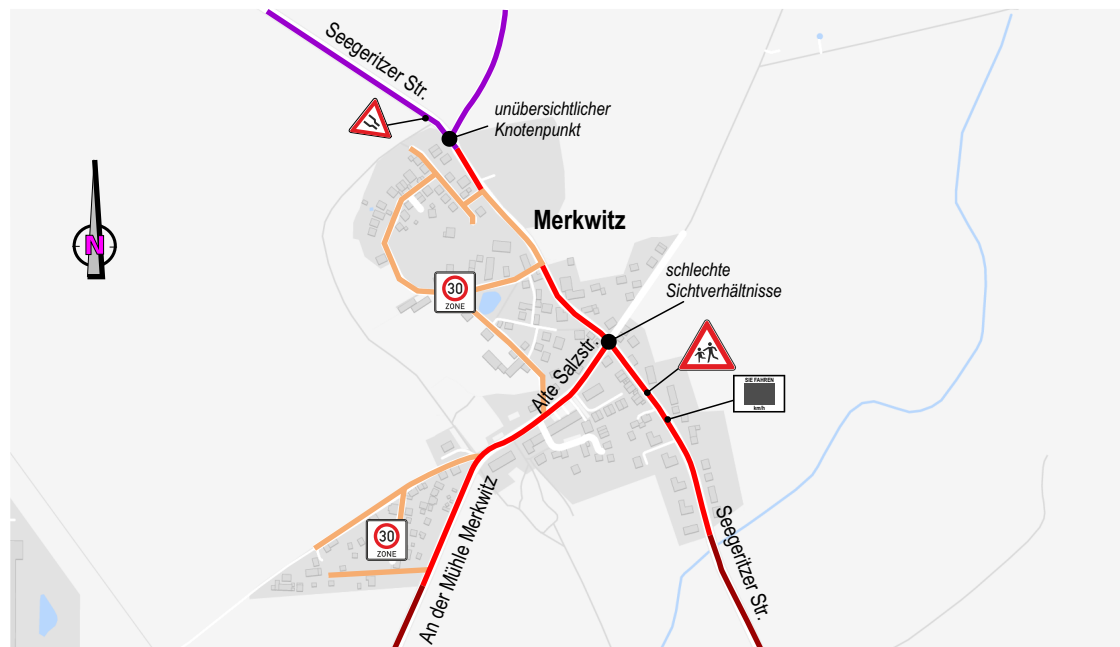 Seegeritzer Str.
unübersichtlicher
Knotenpunkt
N
Merkwitz
30
ZONE
schlechte
Sichtverhältnisse
SIE FAHREN
km/h
Alte Salzstr.
An der Mühle Merkwitz
30
ZONE
Seegeritzer Str.